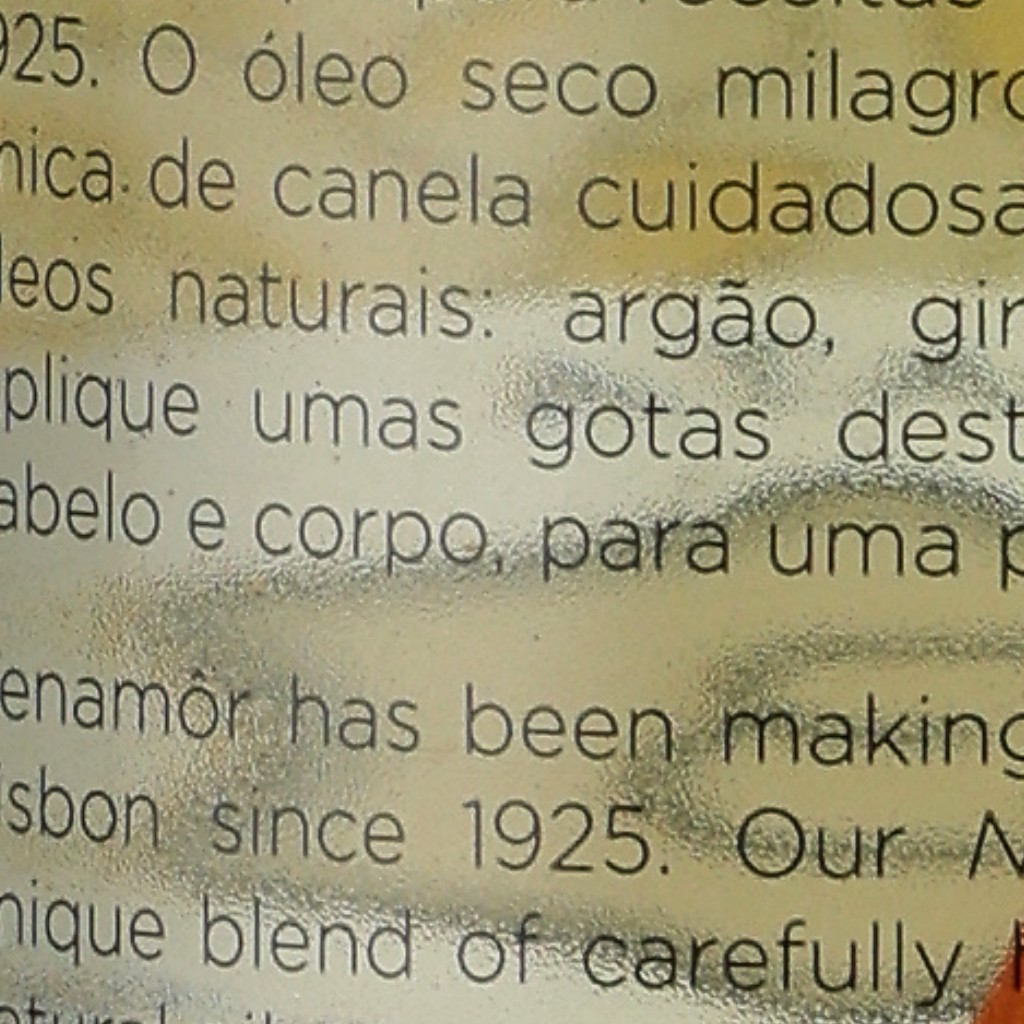 925. O óleo seco milagro
nica de canela cuidadosa
leos naturais: argão, gir
plique umas gotas dest
abelo e corpo, para uma p
enamôr has been making
isbon since 1925. Our N
nique blend of carefully h